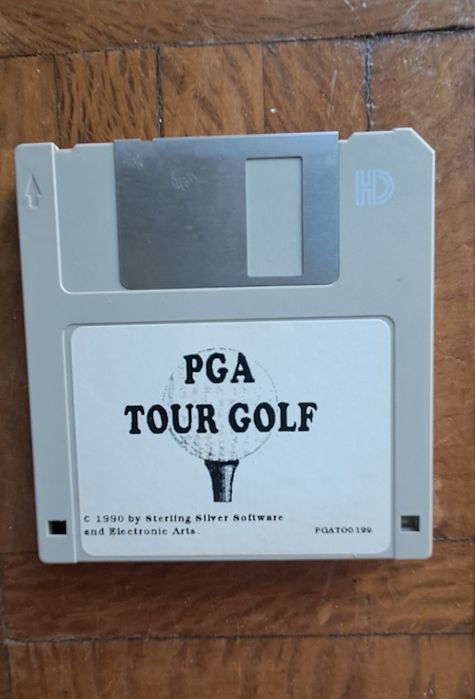 HD
PGA
TOUR GOLF
© 1990 by Sterling Silver Software
and Electronic Arts.
PGATOO199